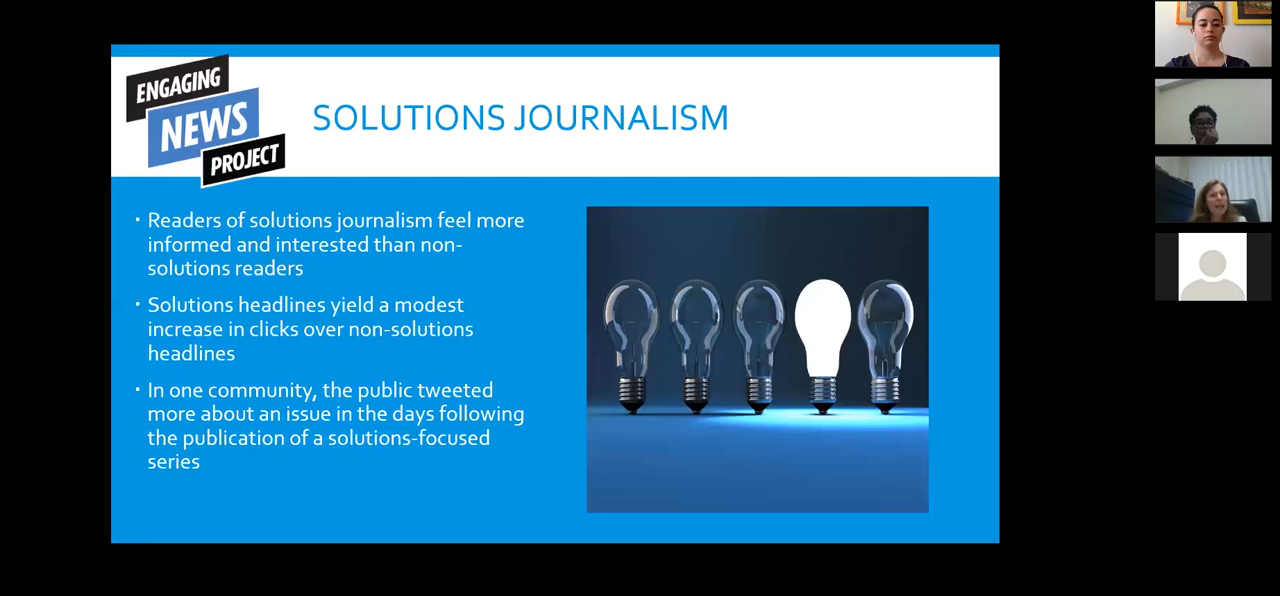 ENGAGING
NEWS
PROJECT
SOLUTIONS JOURNALISM
▪ Readers of solutions journalism feel more
informed and interested than non-
solutions readers
▪ Solutions headlines yield a modest
increase in clicks over non-solutions
headlines
▪ In one community, the public tweeted
more about an issue in the days following
the publication of a solutions-focused
series